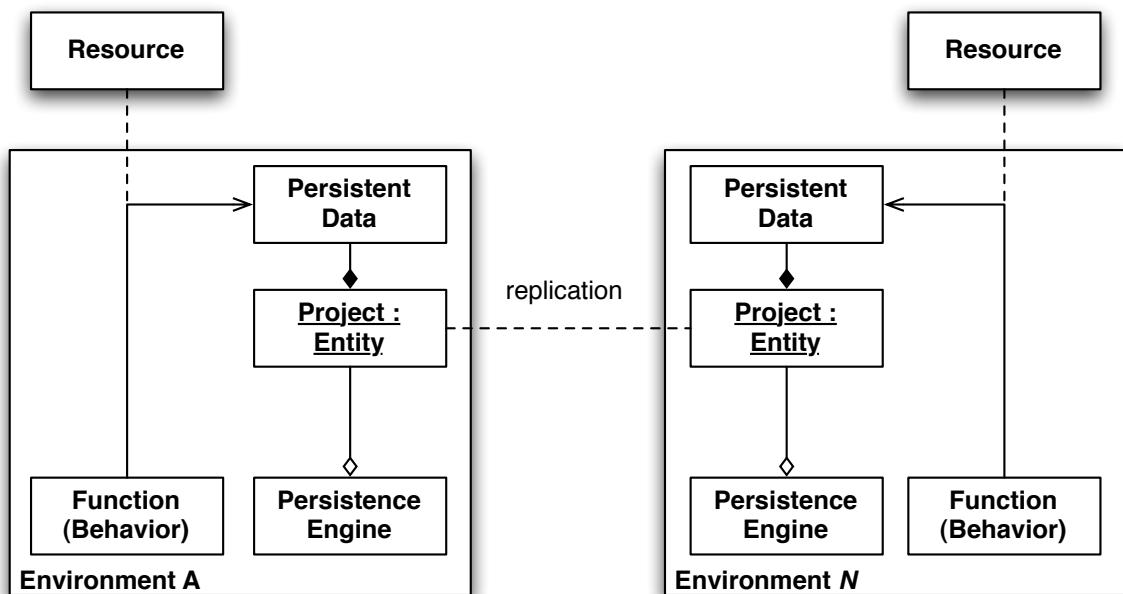 Resource
Resource
Persistent
Data
Persistent
Data
replication
Project :
Entity
Project :
Entity
Function
(Behavior)
Persistence
Engine
Persistence
Engine
Function
(Behavior)
Environment A
Environment N